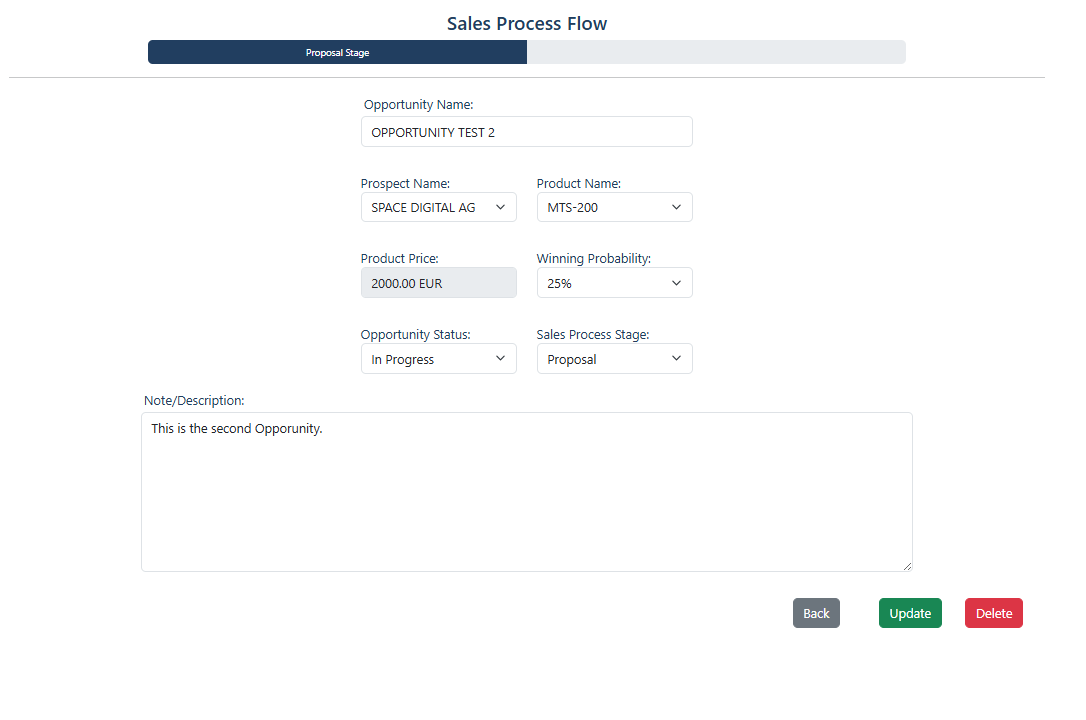 Sales Process Flow
Proposal Stage
Opportunity Name:
OPPORTUNITY TEST 2
Prospect Name: Product Name:
SPACE DIGITAL AG MTS-200
Product Price: Winning Probability:
2000.00 EUR 25%
Opportunity Status: Sales Process Stage:
In Progress Proposal
Note/Description:
This is the second Opporunity.
Back Update Delete